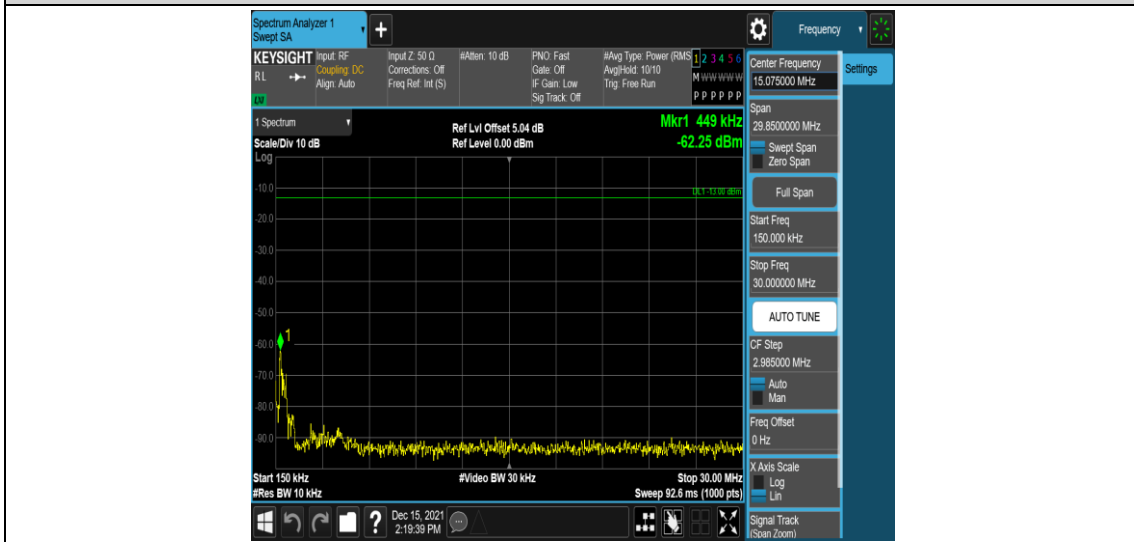 Spectrum Analyzer 1
Swept SA
+
Frequency
KEYSIGHT
RL
LXI
Input: RF
Coupling: DC
Align: Auto
Input Z: 50 Ω
Corrections: Off
Freq Ref: Int (S)
#Atten: 10 dB
PNO: Fast
Gate: Off
IF Gain: Low
Sig Track: Off
#Avg Type: Power (RMS
Avg|Hold: 10/10
Trig: Free Run
1 2 3 4 5 6
M W W W W W
P P P P P P
Center Frequency
15.075000 MHz
Settings
Span
29.8500000 MHz
Swept Span
Zero Span
Full Span
Start Freq
150.000 kHz
Stop Freq
30.000000 MHz
AUTO TUNE
CF Step
2.985000 MHz
Auto
Man
Freq Offset
0 Hz
X Axis Scale
Log
Lin
Signal Track
(Span Zoom)
1 Spectrum
Scale/Div 10 dB
Log
Ref Lvl Offset 5.04 dB
Ref Level 0.00 dBm
Mkr1 449 kHz
-62.25 dBm
DL1 -13.00 dBm
-10.0
-20.0
-30.0
-40.0
-50.0
-60.0
1
-70.0
-80.0
-90.0
Start 150 kHz
#Res BW 10 kHz
#Video BW 30 kHz
Stop 30.00 MHz
Sweep 92.6 ms (1000 pts)
?
Dec 15, 2021
2:19:39 PM